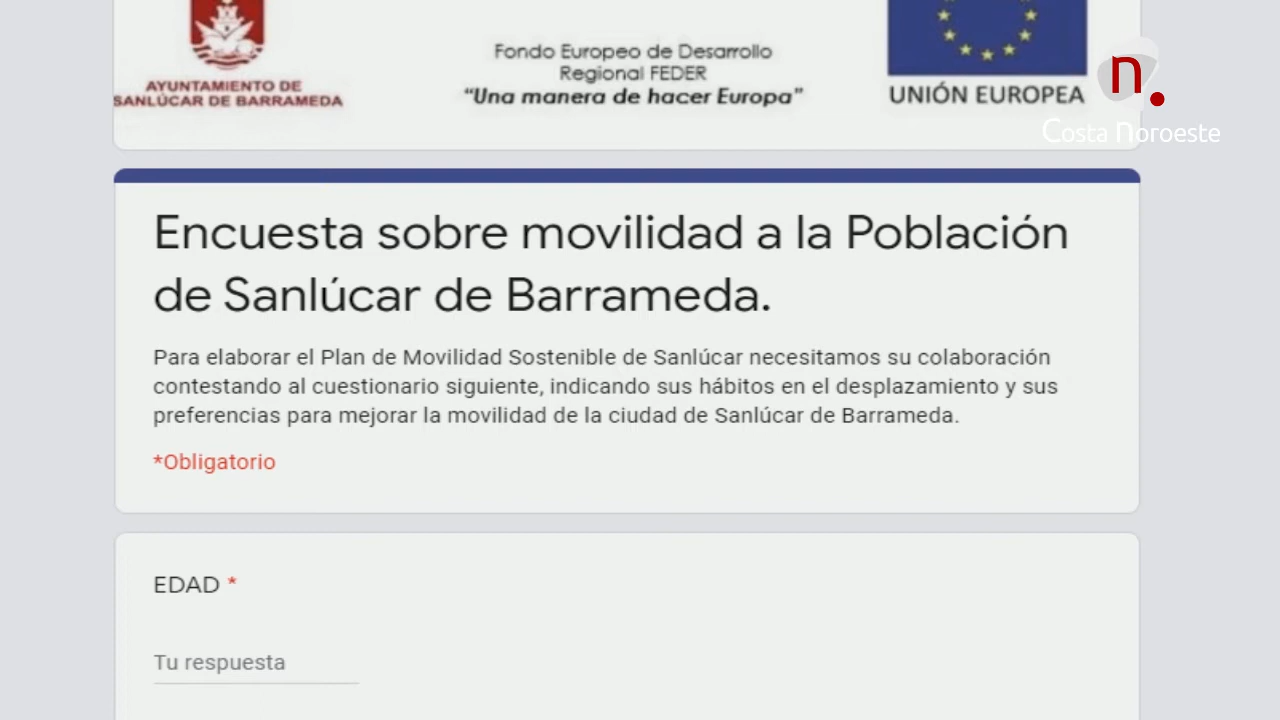 AYUNTAMIENTO DE
SANLÚCAR DE BARRAMEDA
Fondo Europeo de Desarrollo
Regional FEDER
“Una manera de hacer Europa”
UNIÓN EUROPEA
n.
Costa Noroeste
Encuesta sobre movilidad a la Población
de Sanlúcar de Barrameda.
Para elaborar el Plan de Movilidad Sostenible de Sanlúcar necesitamos su colaboración
contestando al cuestionario siguiente, indicando sus hábitos en el desplazamiento y sus
preferencias para mejorar la movilidad de la ciudad de Sanlúcar de Barrameda.
*Obligatorio
EDAD *
Tu respuesta